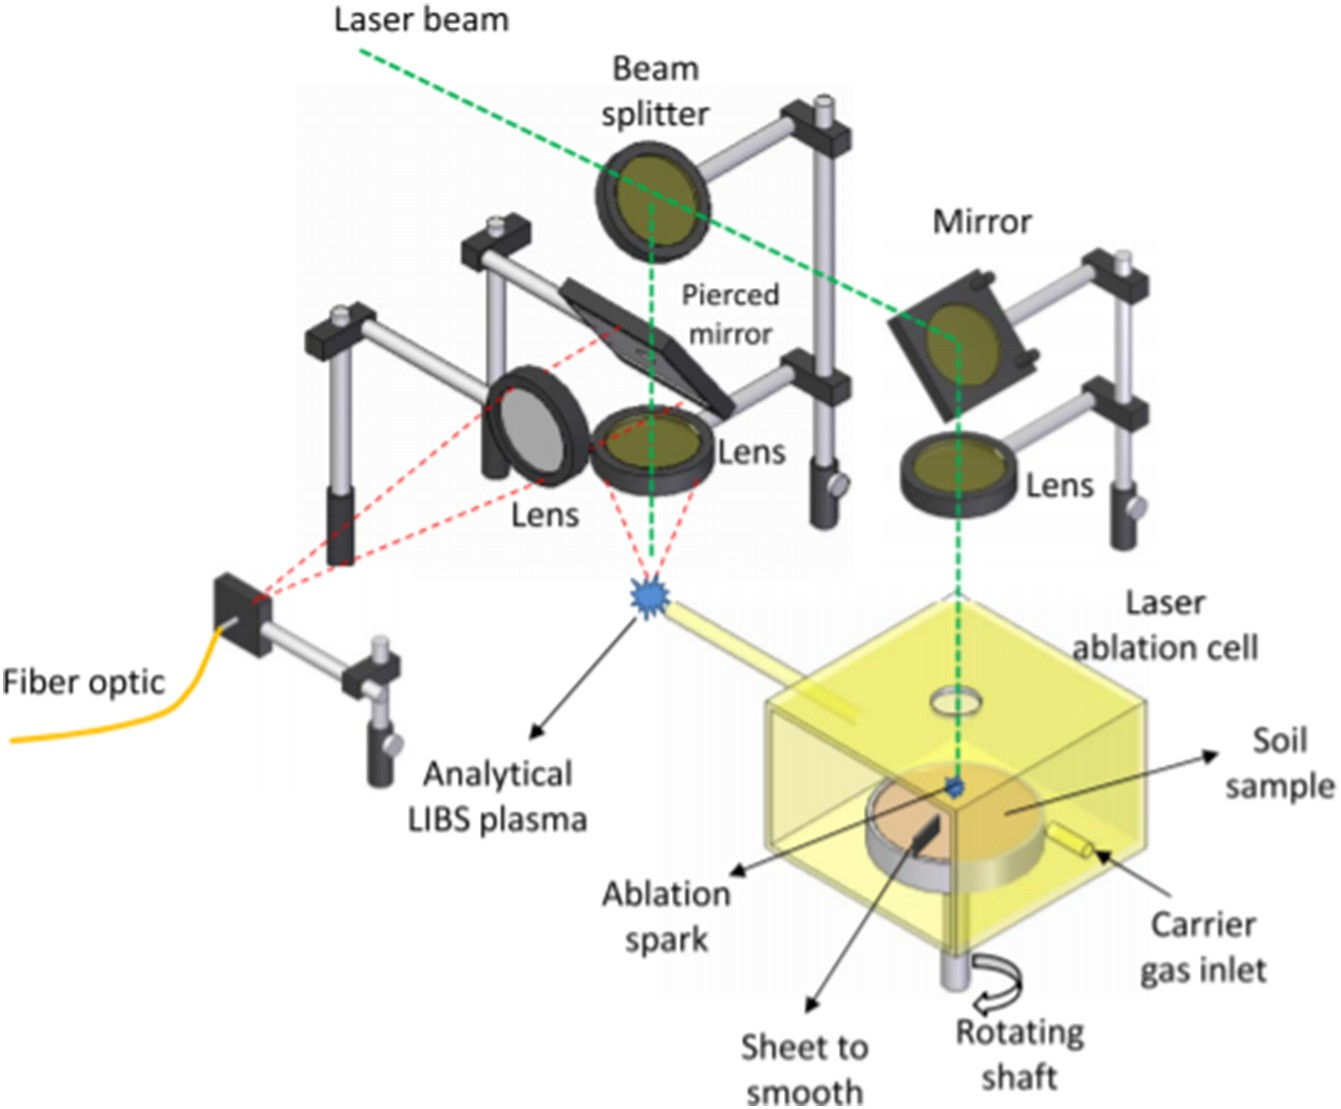 Laser beam
Beam
splitter
Mirror
Pierced
mirror
Lens
Lens
Lens
Laser
ablation cell
Fiber optic
Soil
sample
Analytical
LIBS plasma
Ablation
spark
Carrier
gas inlet
Sheet to
smooth
Rotating
shaft